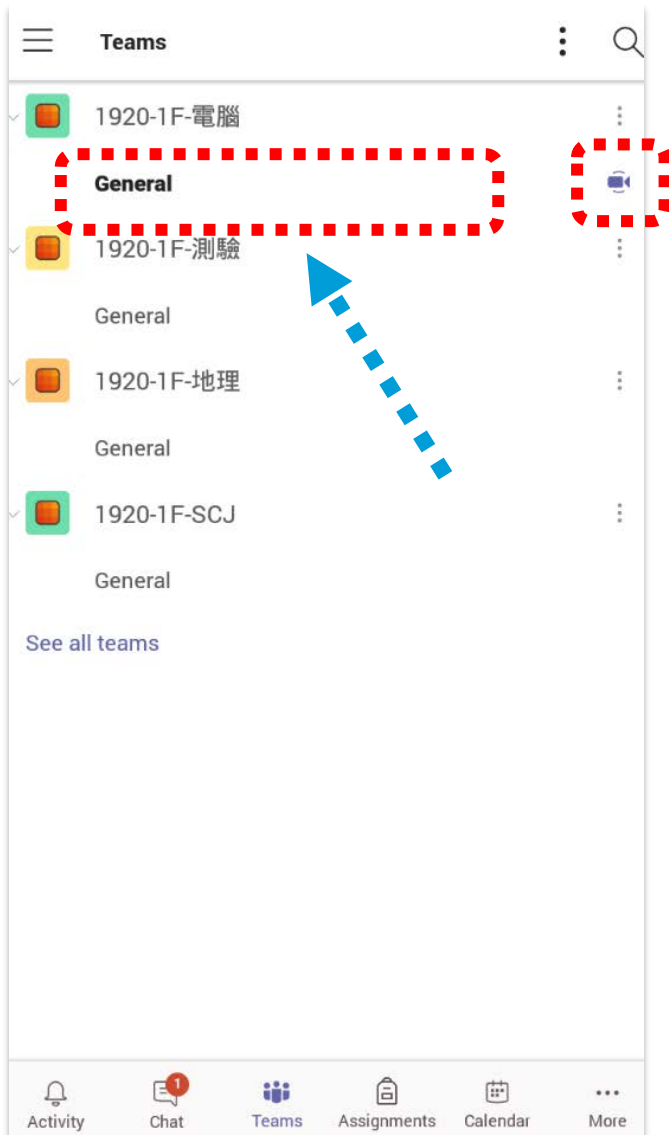 Teams
1920-1F-電腦
General
1920-1F-測驗
General
1920-1F-地理
General
1920-1F-SCJ
General
See all teams
1
Activity Chat Teams Assignments Calendar More